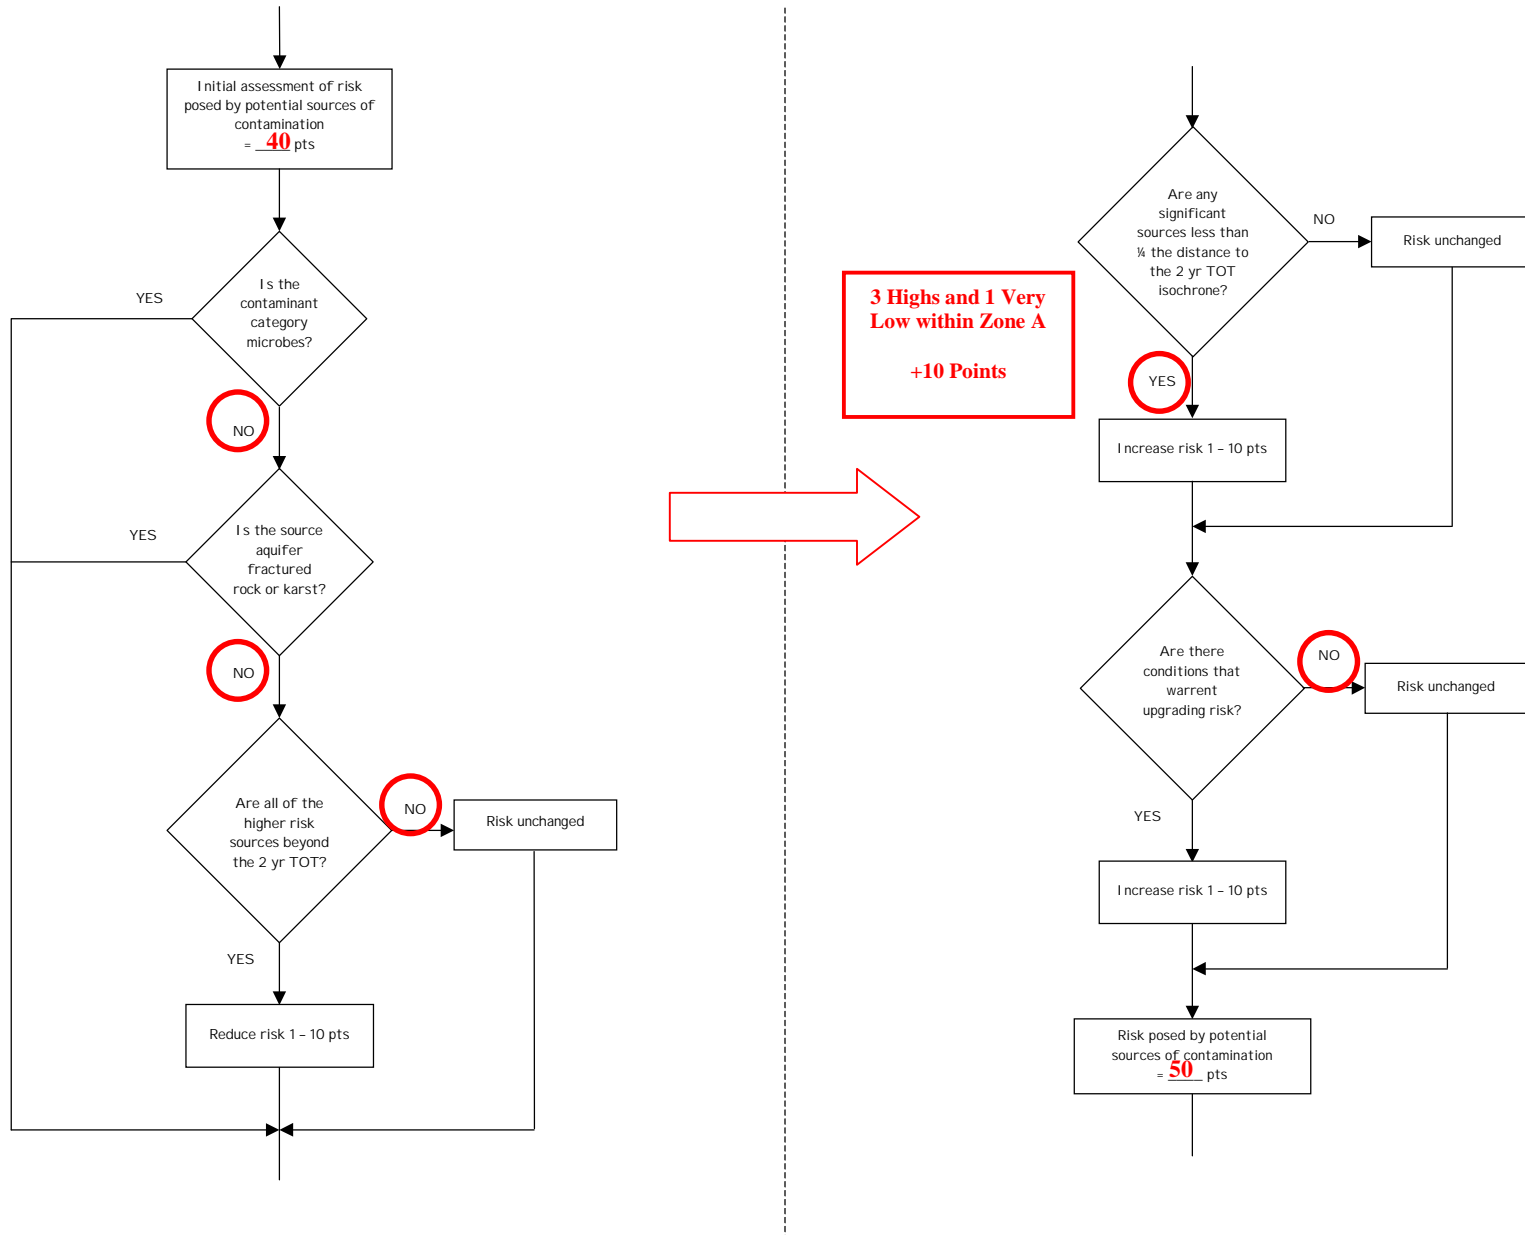 Initial assessment of risk
posed by potential sources of
contamination
= 40 pts
Is the
contaminant
category
microbes?
YES
NO
Is the source
aquifer
fractured
rock or karst?
YES
NO
Are all of the
higher risk
sources beyond
the 2 yr TOT?
NO
Risk unchanged
YES
Reduce risk 1 – 10 pts
Are any
significant
sources less than
¼ the distance to
the 2 yr TOT
isochrone?
NO
Risk unchanged
3 Highs and 1 Very
Low within Zone A
+10 Points
YES
Increase risk 1 – 10 pts
Are there
conditions that
warrent
upgrading risk?
NO
Risk unchanged
YES
Increase risk 1 – 10 pts
Risk posed by potential
sources of contamination
= 50 pts